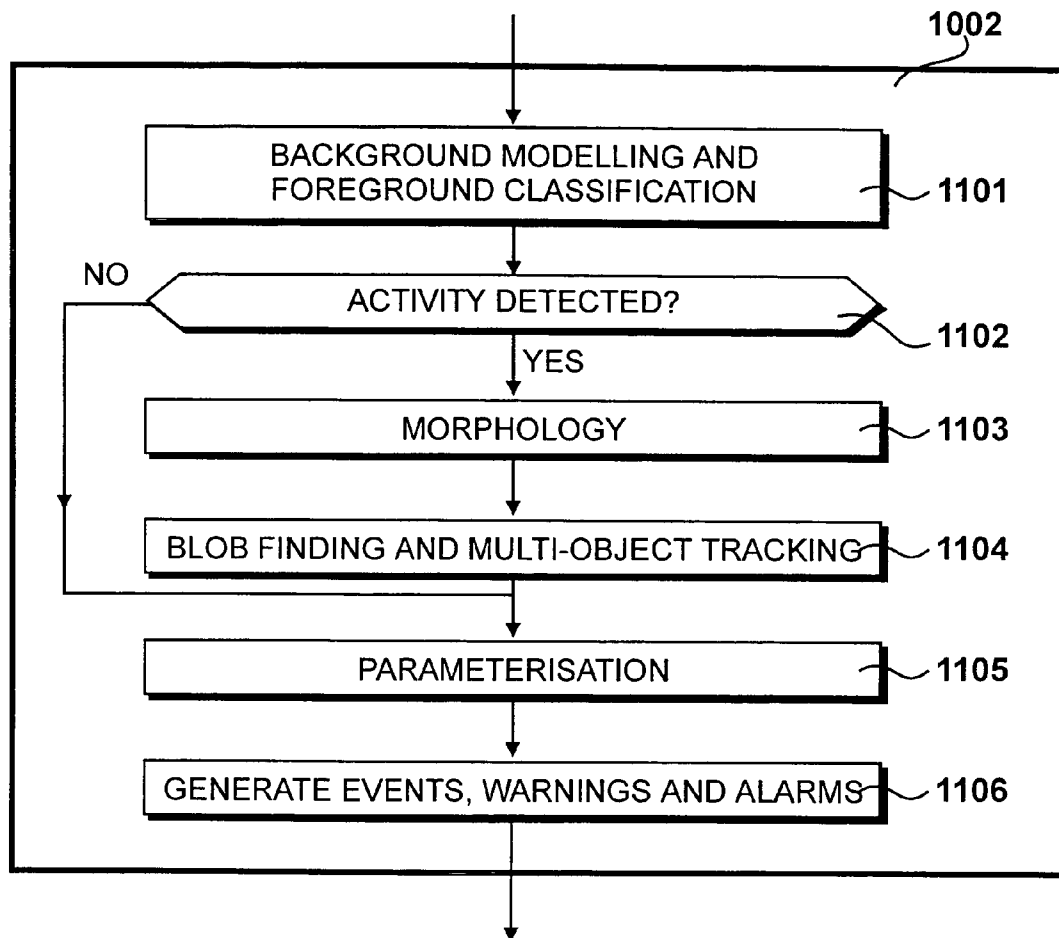 1002
BACKGROUND MODELLING AND
FOREGROUND CLASSIFICATION
1101
NO
ACTIVITY DETECTED?
1102
YES
MORPHOLOGY
1103
BLOB FINDING AND MULTI-OBJECT TRACKING
1104
PARAMETERISATION
1105
GENERATE EVENTS, WARNINGS AND ALARMS
1106